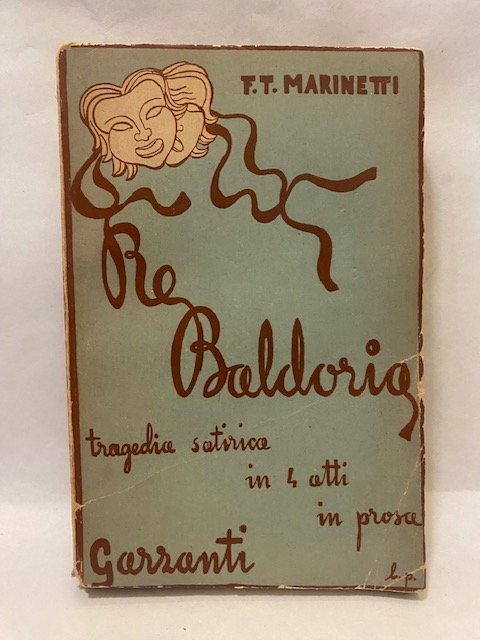 F.T. MARINETTI
Re
Baldoria
tragedia satirica
in 4 atti
in prosa
Garzanti
b.p.